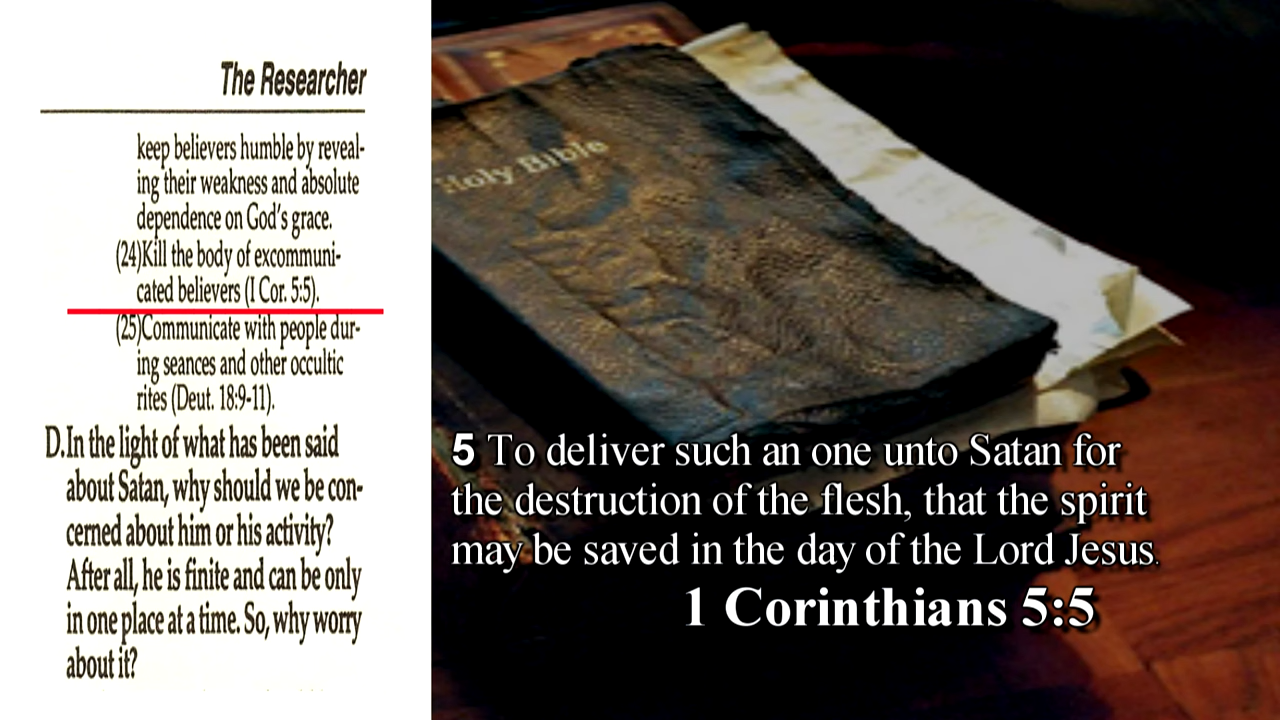 The Researcher
keep believers humble by reveal-
ing their weakness and absolute
dependence on God's grace.
(24)Kill the body of excommuni-
cated believers (I Cor. 5:5).
(25)Communicate with people dur-
ing seances and other occultic
rites (Deut. 18:9-11).
D.In the light of what has been said
about Satan, why should we be con-
cerned about him or his activity?
After all, he is finite and can be only
in one place at a time. So, why worry
about it?
Holy Bible
5 To deliver such an one unto Satan for
the destruction of the flesh, that the spirit
may be saved in the day of the Lord Jesus.
1 Corinthians 5:5